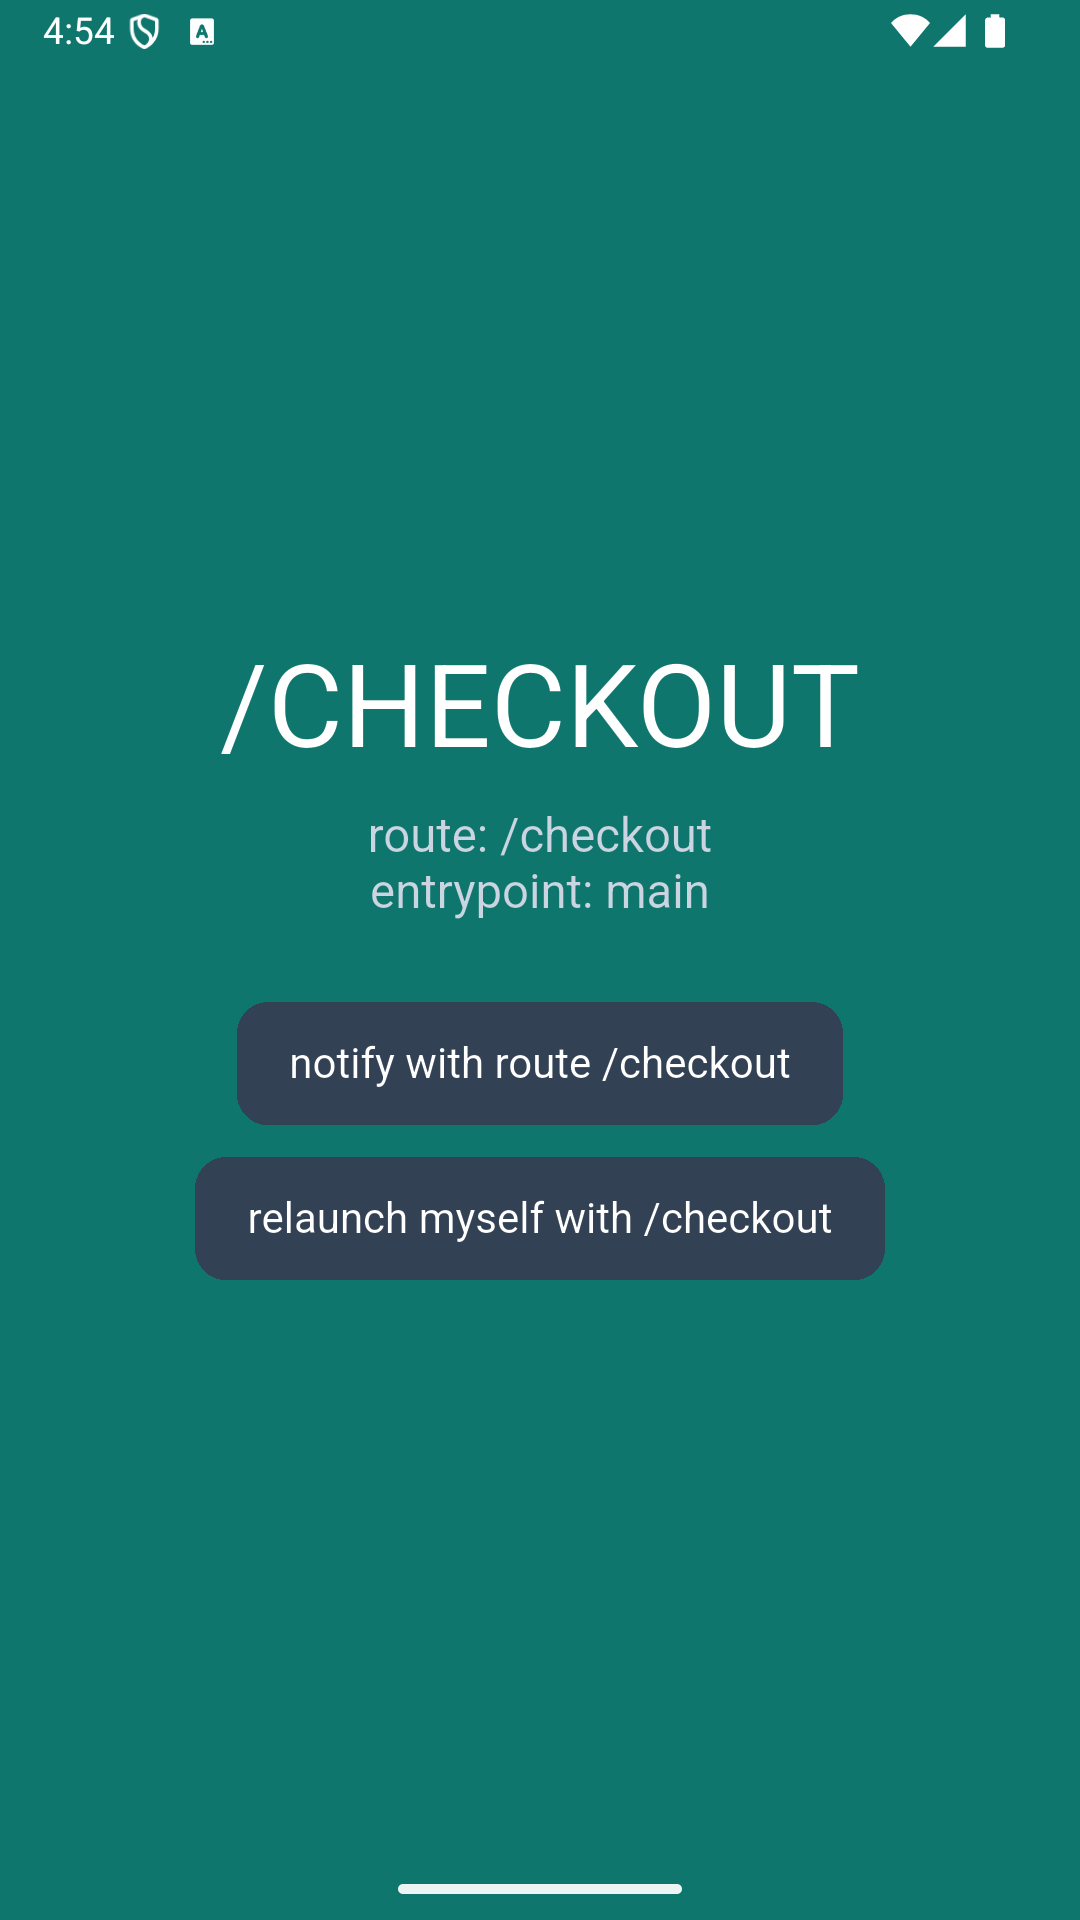 4:54
/CHECKOUT
route: /checkout
entrypoint: main
notify with route /checkout
relaunch myself with /checkout